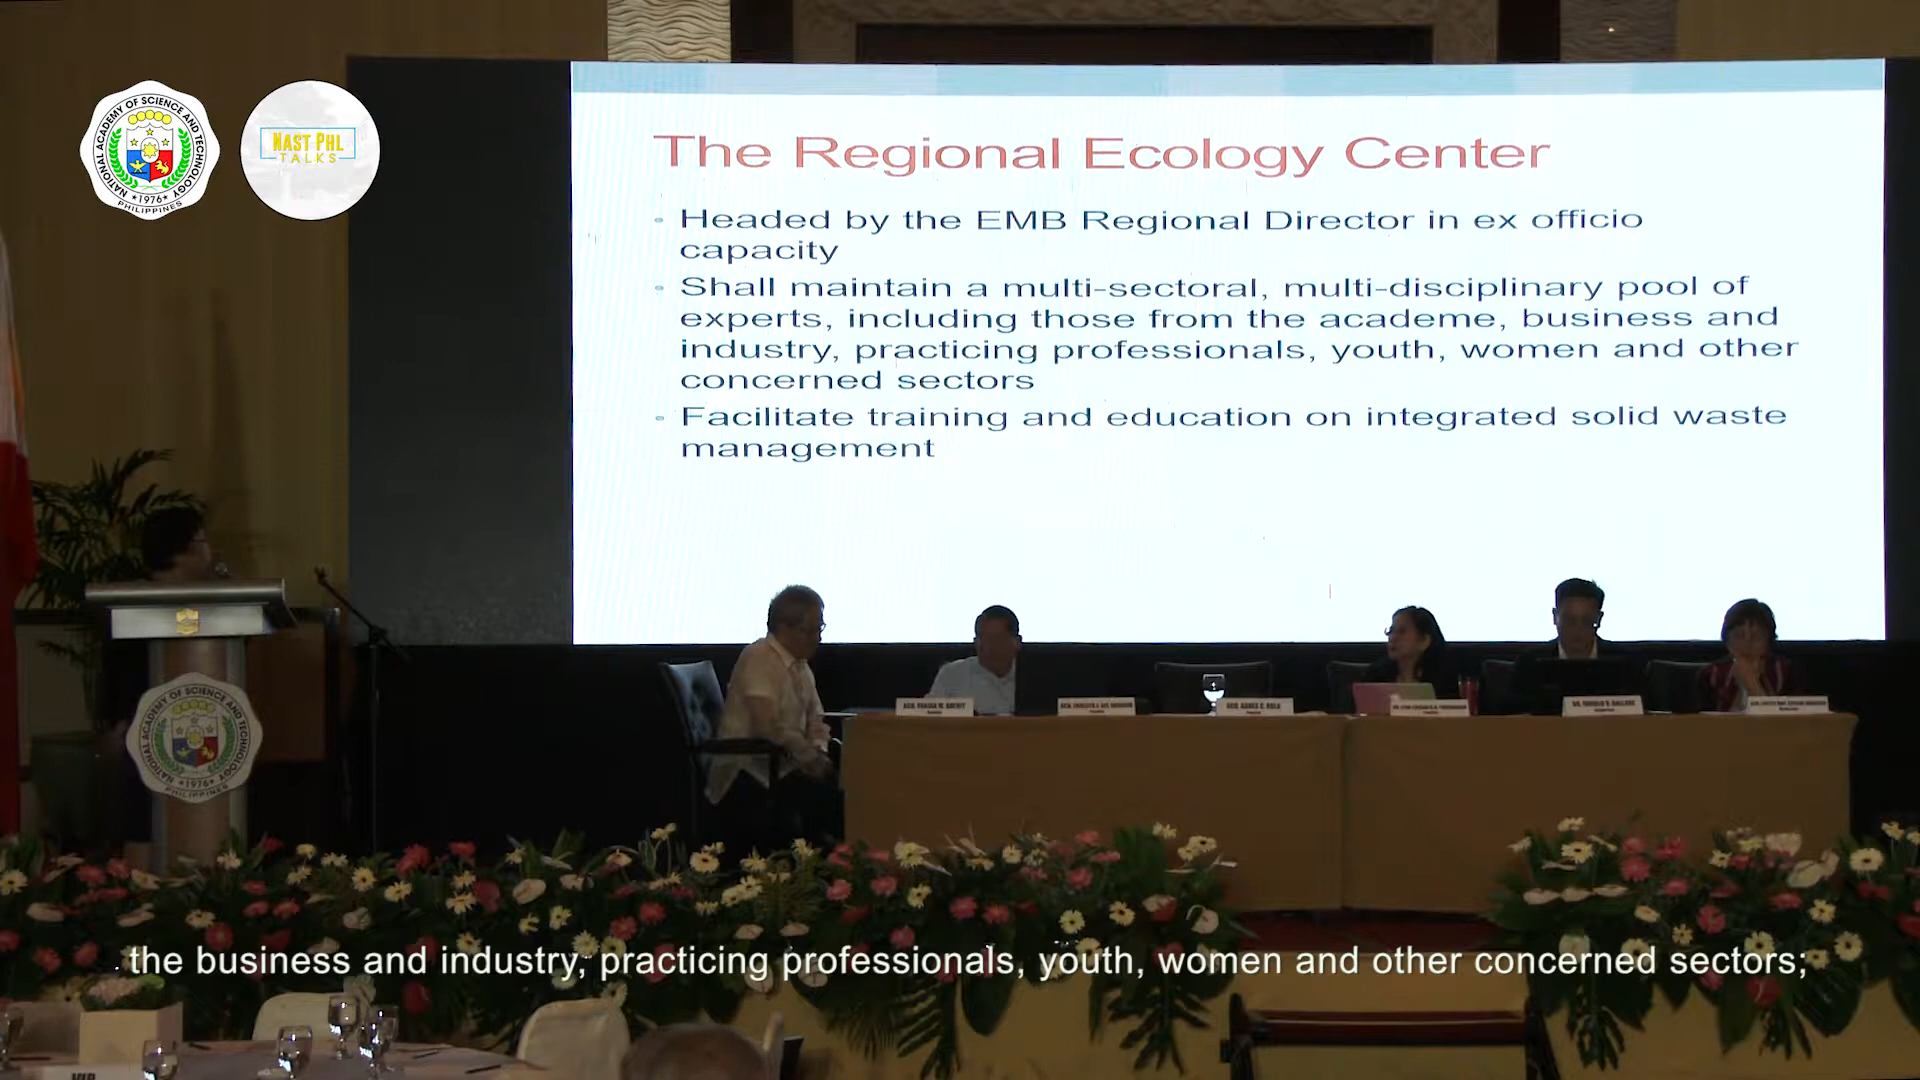 NATIONAL ACADEMY OF SCIENCE AND TECHNOLOGY
1976
PHILIPPINES
NAST PHL
TALKS
The Regional Ecology Center
Headed by the EMB Regional Director in ex officio
capacity
Shall maintain a multi-sectoral, multi-disciplinary pool of
experts, including those from the academe, business and
industry, practicing professionals, youth, women and other
concerned sectors
Facilitate training and education on integrated solid waste
management
NATIONAL ACADEMY OF SCIENCE AND TECHNOLOGY
1976
PHILIPPINES
ACD. AGNES C. ROLA
the business and industry, practicing professionals, youth, women and other concerned sectors;
VIP